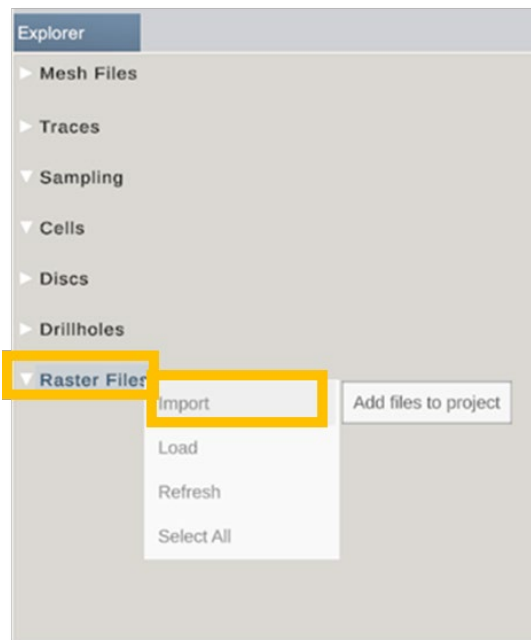 Explorer
Mesh Files
Traces
Sampling
Cells
Discs
Drillholes
Raster Files
Import
Add files to project
Load
Refresh
Select All